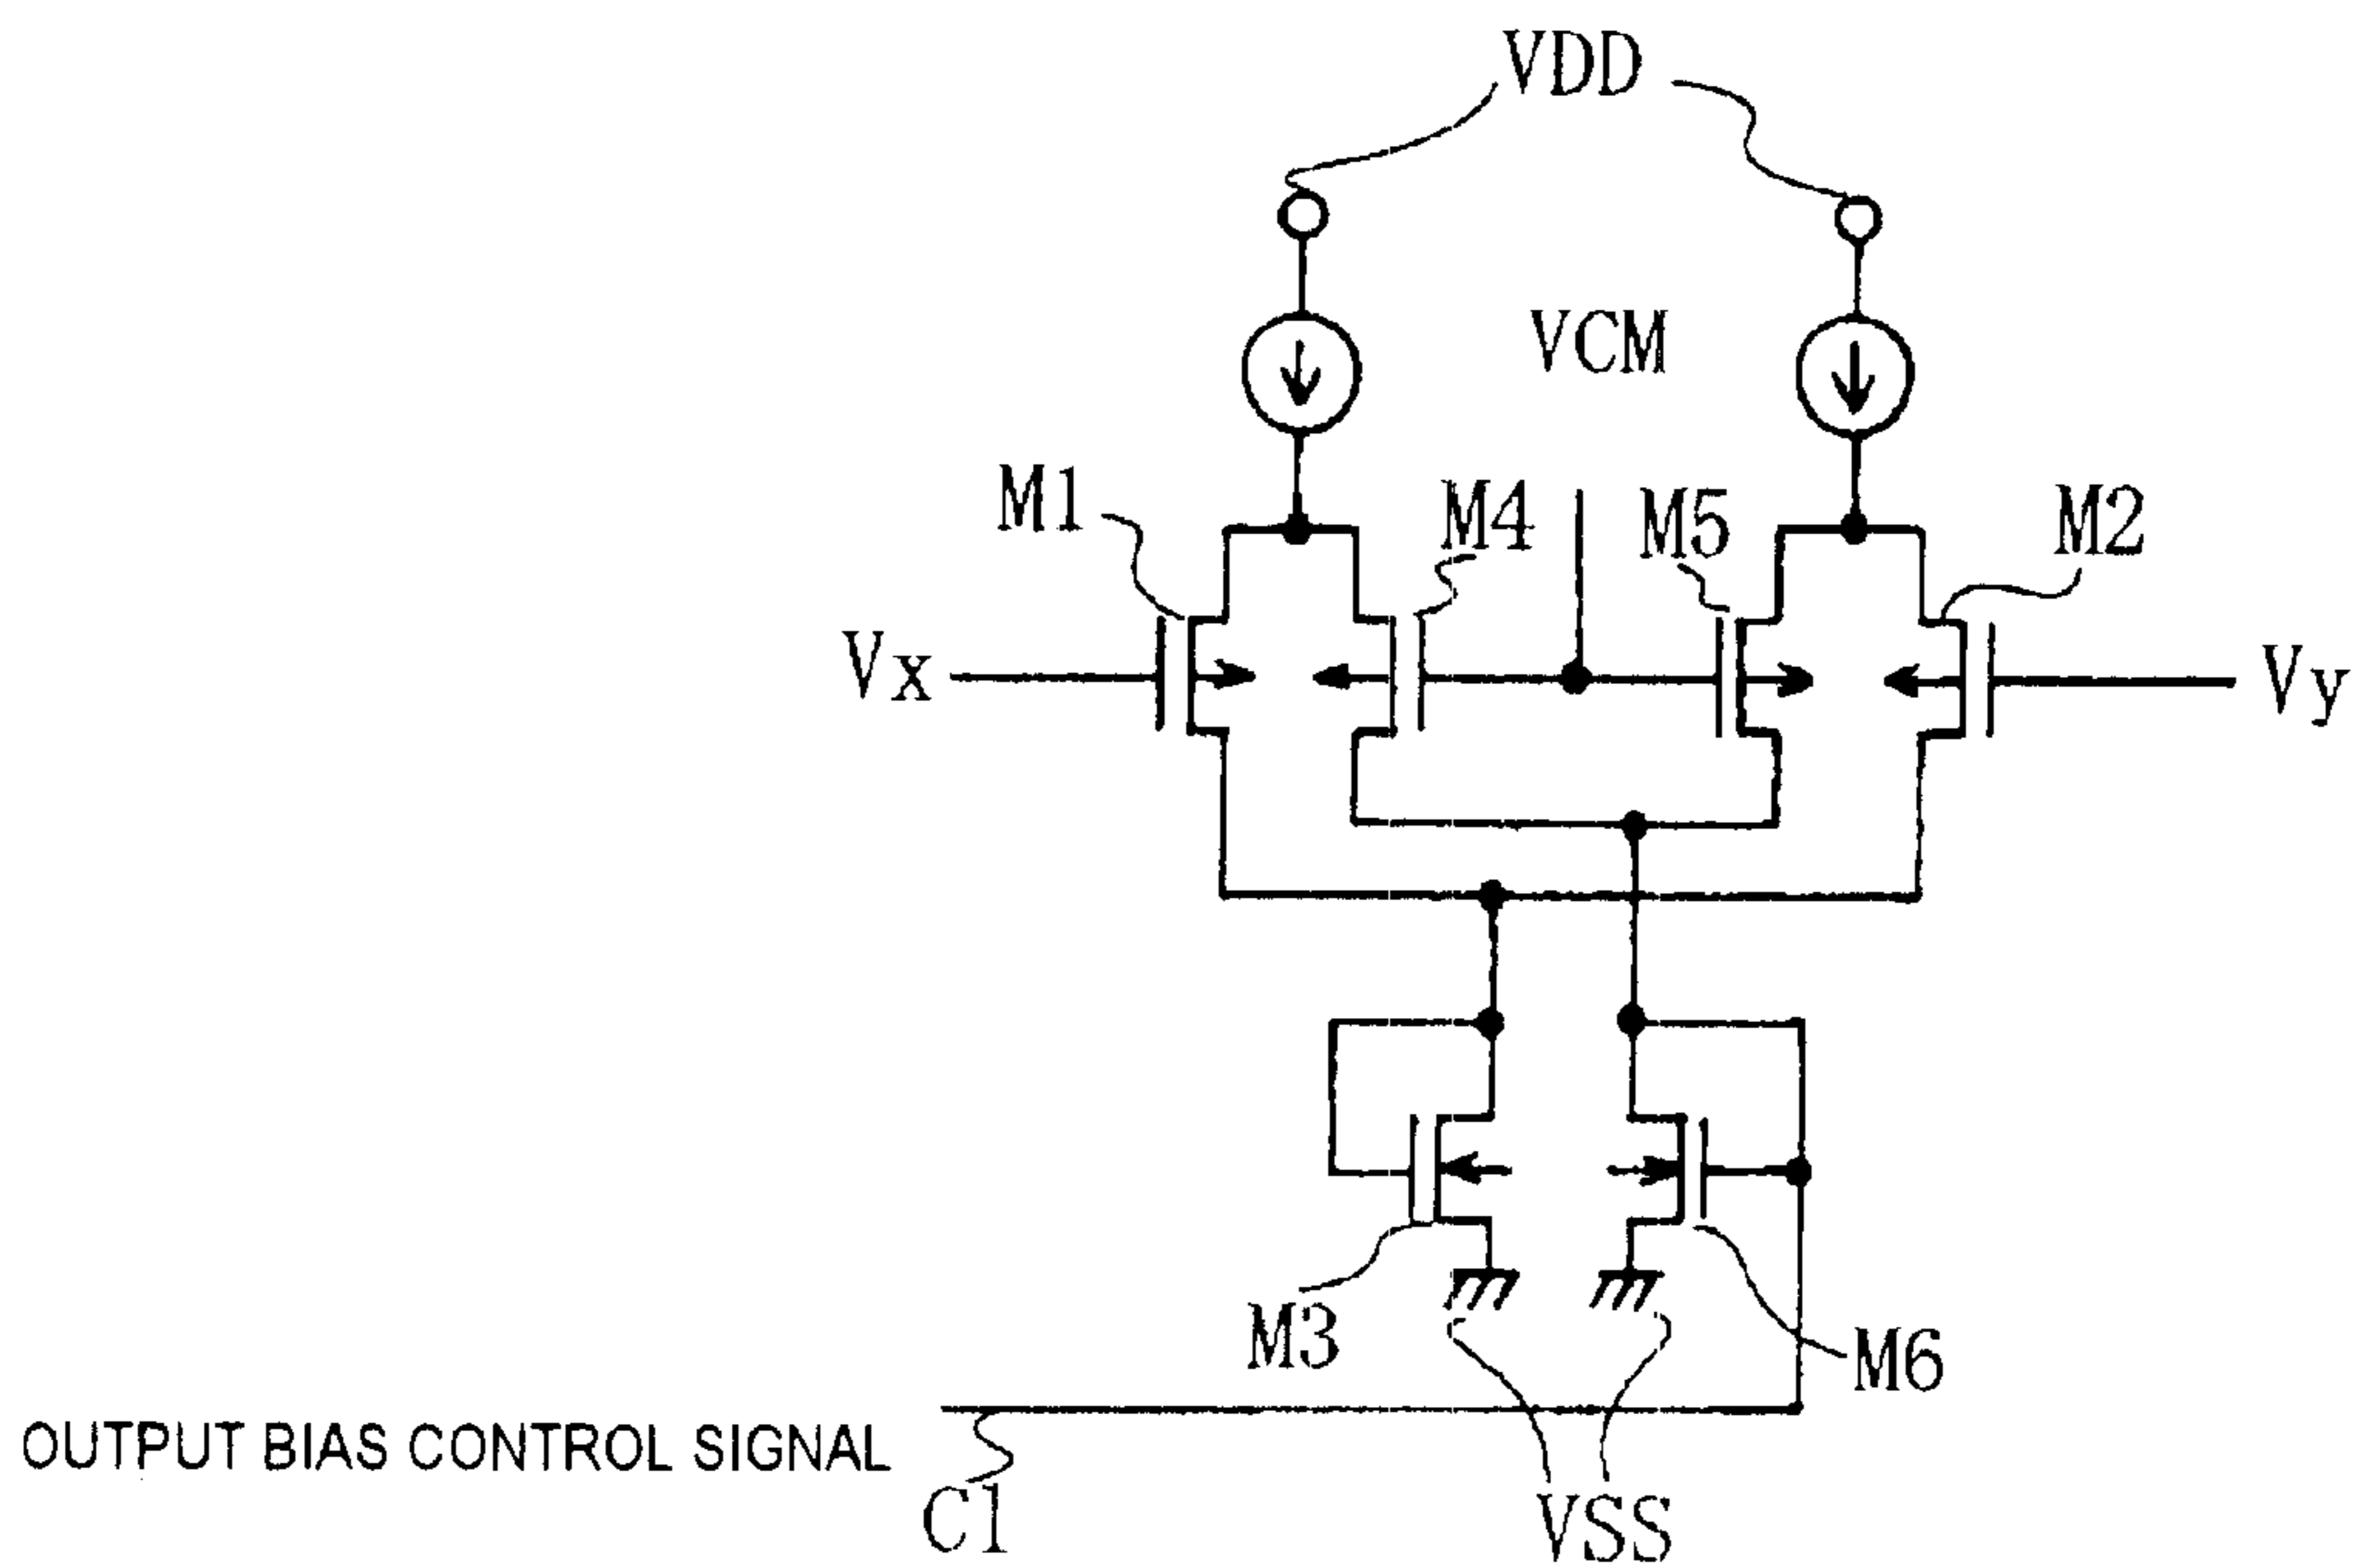 VDD
VCM
M1
M4
M5
M2
Vx
Vy
M3
M6
OUTPUT BIAS CONTROL SIGNAL
C1
VSS